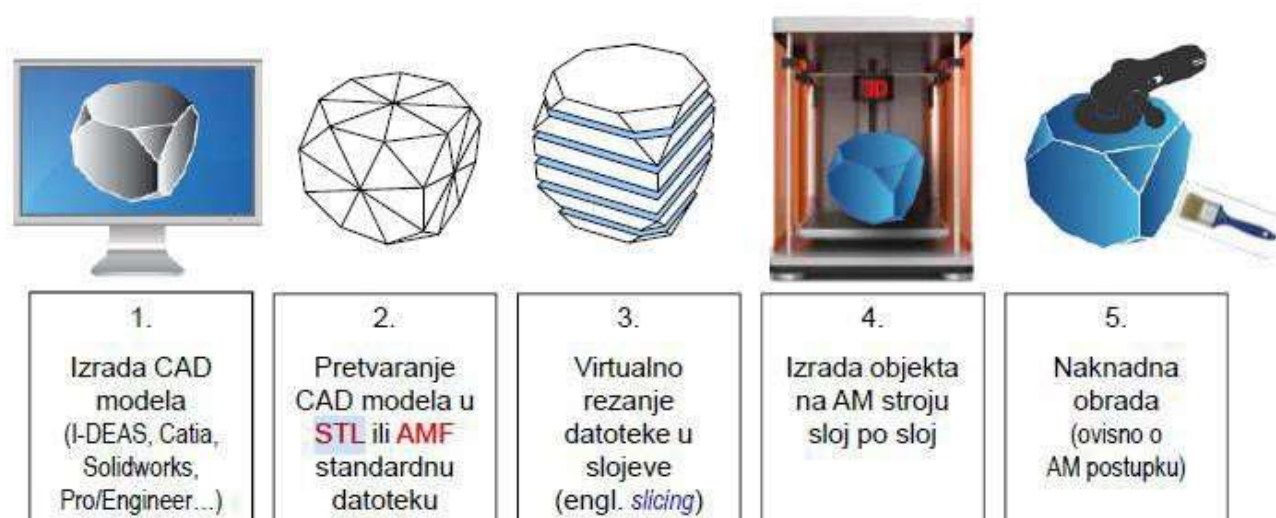 3D
1.
Izrada CAD
modela
(I-DEAS, Catia,
Solidworks,
Pro/Engineer...)
2.
Pretvaranje
CAD modela u
STL ili AMF
standardnu
datoteku
3.
Virtualno
rezanje
datoteke u
slojeve
(engl. slicing)
4.
Izrada objekta
na AM stroju
sloj po sloj
5.
Naknadna
obrada
(ovisno o
AM postupku)